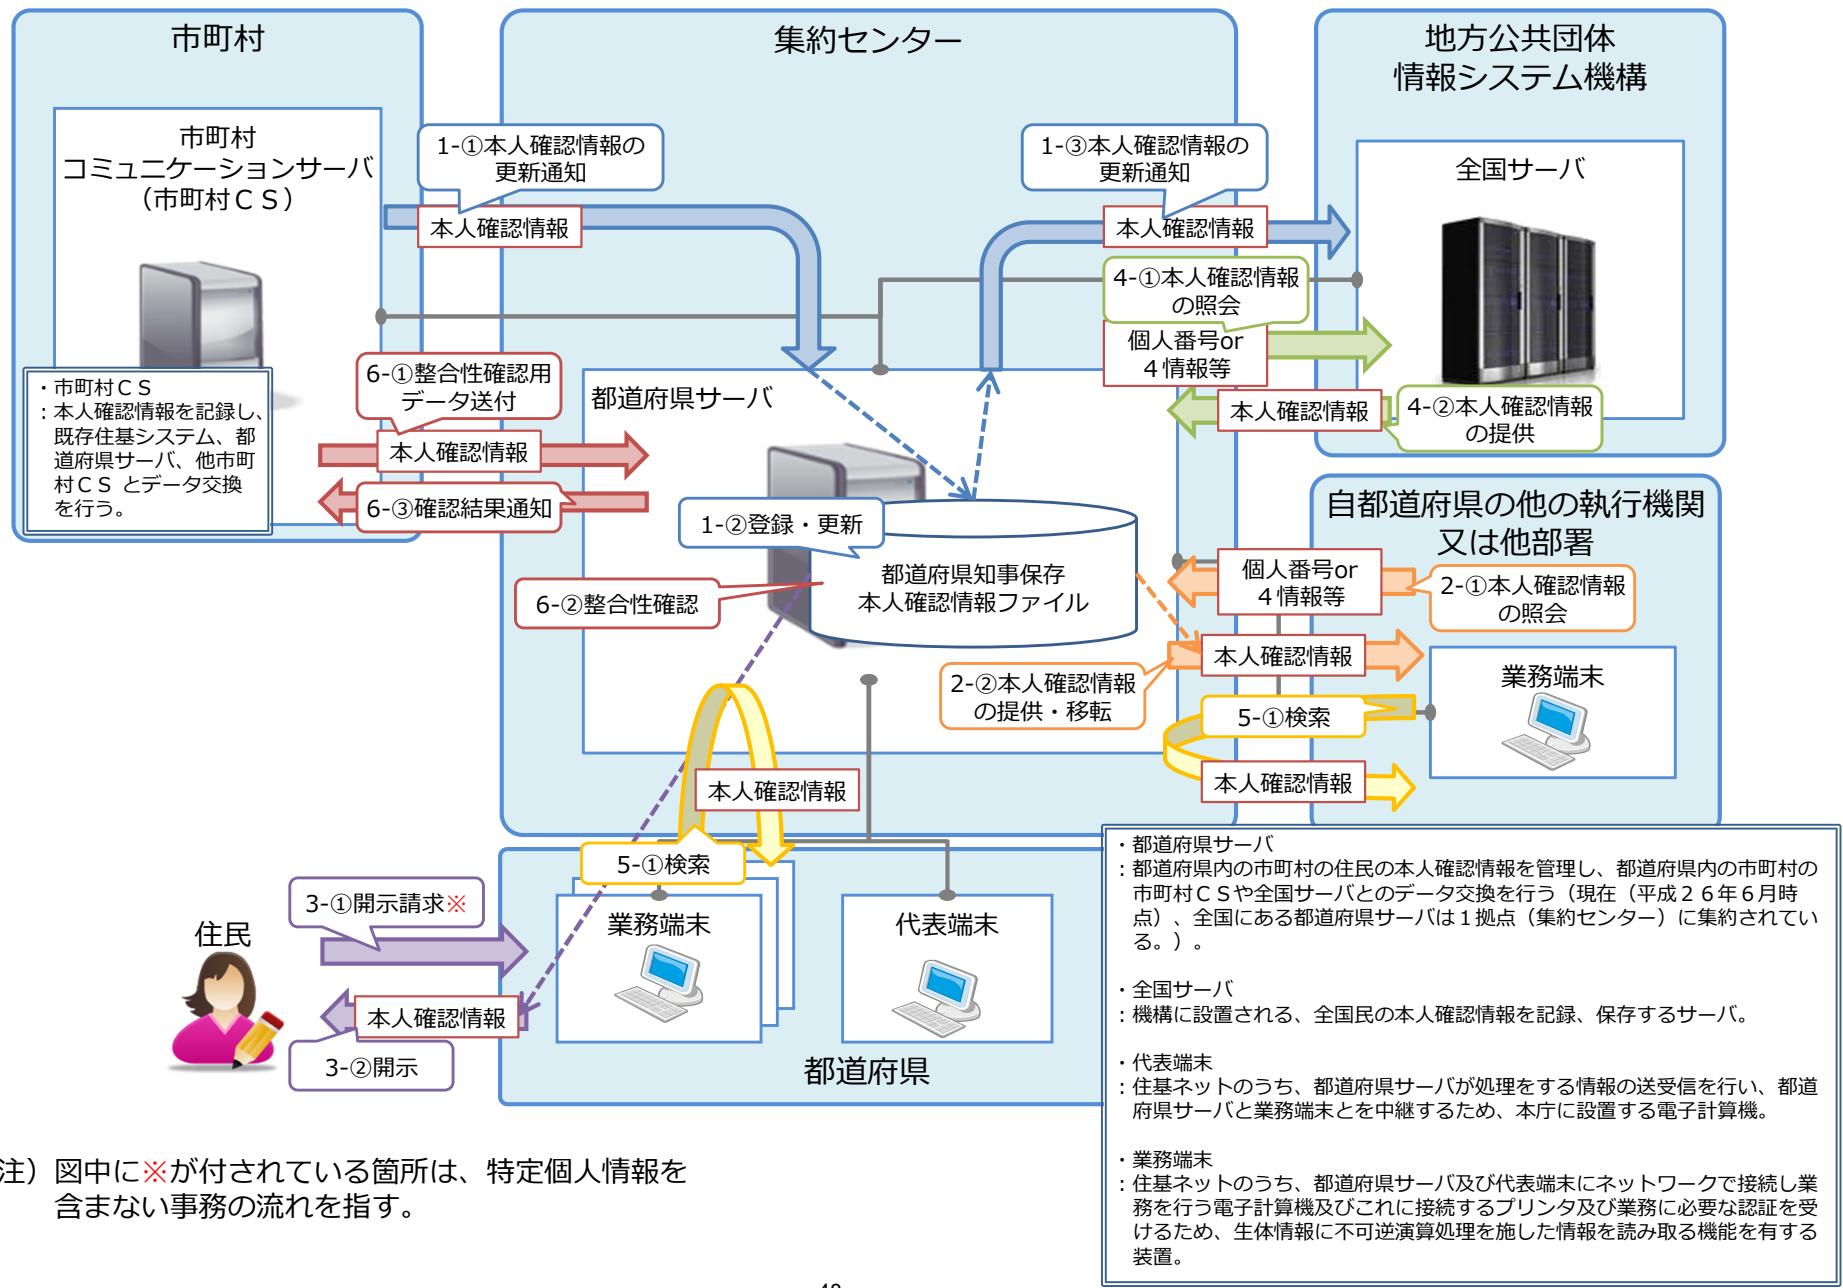 市町村
集約センター
地方公共団体
情報システム機構
市町村
コミュニケーションサーバ
（市町村ＣＳ）
1-①本人確認情報の
更新通知
本人確認情報
1-③本人確認情報の
更新通知
本人確認情報
全国サーバ
4-①本人確認情報
の照会
個人番号or
４情報等
本人確認情報
4-②本人確認情報
の提供
・市町村ＣＳ
：本人確認情報を記録し、
既存住基システム、都
道府県サーバ、他市町
村ＣＳ とデータ交換
を行う。
6-①整合性確認用
データ送付
本人確認情報
6-③確認結果通知
都道府県サーバ
1-②登録・更新
6-②整合性確認
都道府県知事保存
本人確認情報ファイル
自都道府県の他の執行機関
又は他部署
個人番号or
４情報等
2-①本人確認情報
の照会
本人確認情報
2-②本人確認情報
の提供・移転
業務端末
5-①検索
本人確認情報
本人確認情報
5-①検索
業務端末
代表端末
都道府県
住民
3-①開示請求※
本人確認情報
3-②開示
・都道府県サーバ
：都道府県内の市町村の住民の本人確認情報を管理し、都道府県内の市町村の
市町村ＣＳや全国サーバとのデータ交換を行う（現在（平成２６年６月時
点）、全国にある都道府県サーバは１拠点（集約センター）に集約されてい
る。）。
・全国サーバ
：機構に設置される、全国民の本人確認情報を記録、保存するサーバ。
・代表端末
：住基ネットのうち、都道府県サーバが処理をする情報の送受信を行い、都道
府県サーバと業務端末とを中継するため、本庁に設置する電子計算機。
・業務端末
：住基ネットのうち、都道府県サーバ及び代表端末にネットワークで接続し業
務を行う電子計算機及びこれに接続するプリンタ及び業務に必要な認証を受
けるため、生体情報に不可逆演算処理を施した情報を読み取る機能を有する
装置。
注）図中に※が付されている箇所は、特定個人情報を
含まない事務の流れを指す。